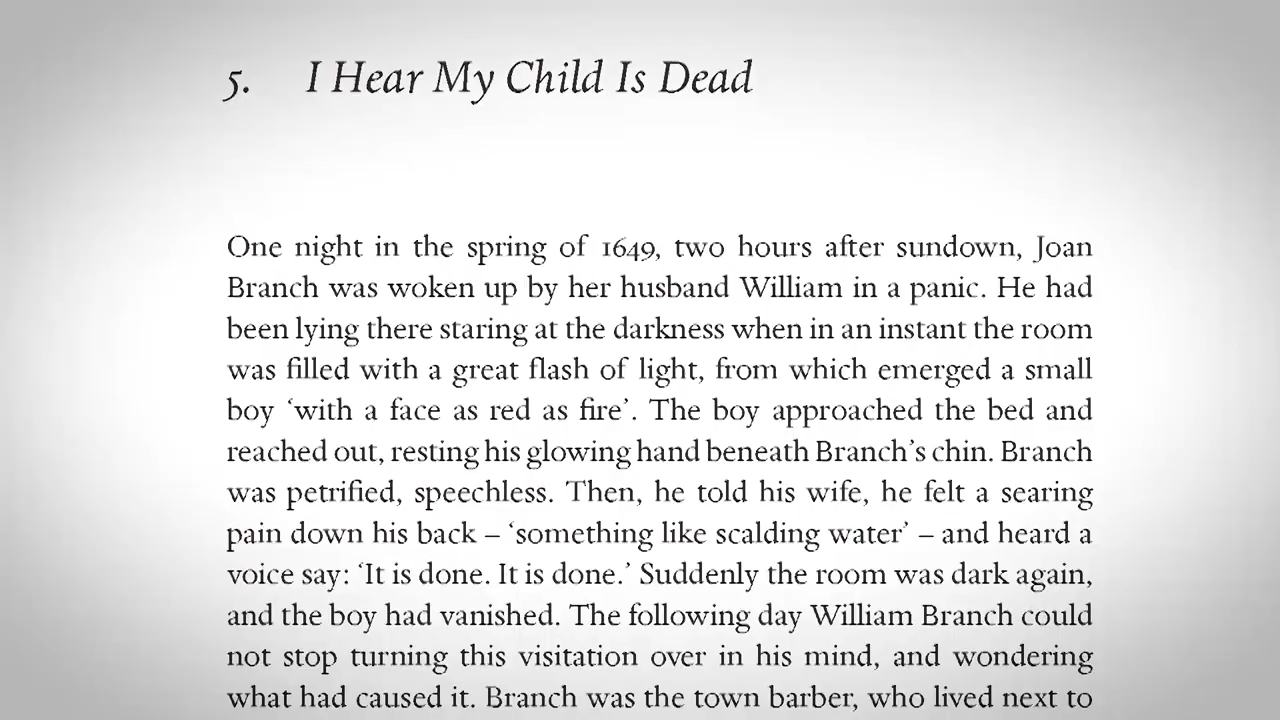 5. I Hear My Child Is Dead
One night in the spring of 1649, two hours after sundown, Joan
Branch was woken up by her husband William in a panic. He had
been lying there staring at the darkness when in an instant the room
was filled with a great flash of light, from which emerged a small
boy ‘with a face as red as fire’. The boy approached the bed and
reached out, resting his glowing hand beneath Branch’s chin. Branch
was petrified, speechless. Then, he told his wife, he felt a searing
pain down his back – ‘something like scalding water’ – and heard a
voice say: ‘It is done. It is done.’ Suddenly the room was dark again,
and the boy had vanished. The following day William Branch could
not stop turning this visitation over in his mind, and wondering
what had caused it. Branch was the town barber, who lived next to